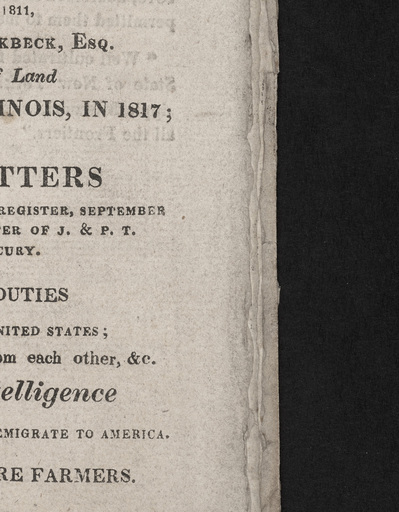 1811,
KBECK, ESQ.
f Land
INOIS, IN 1817;
TTERS
REGISTER, SEPTEMBER
ER OF J. & P. T.
CURY.
DUTIES
NITED STATES;
om each other, &c.
elligence
EMIGRATE TO AMERICA.
RE FARMERS.